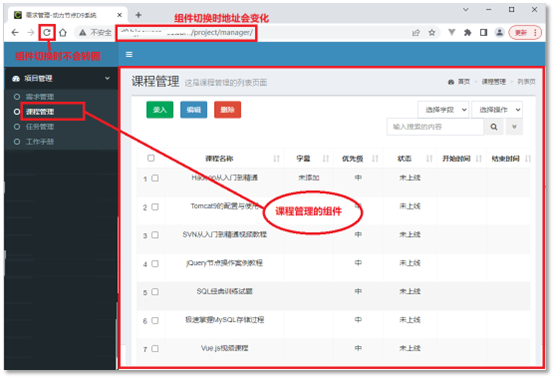 组件切换时地址会变化
需求管理-动力节点DS系统
不安全
/project/manager/
更新
组件切换时不会转圈
项目管理
需求管理
课程管理
任务管理
工作手册
课程管理 这是课程管理的列表页面
首页 课程管理 列表页
录入 编辑 删除
选择字段 选择操作
输入搜索的内容
课程名称 字幕 优先级 状态 开始时间 结束时间
1 Hadoop从入门到精通 未添加 中 未上线
2 Tomcat9的配置与使用 中 未上线
课程管理的组件
3 SVN从入门到精通视频教程 中 未上线
4 jQuery节点操作案例教程 中 未上线
5 SQL经典训练试题 中 未上线
6 极速掌握MySQL存储过程 中 未上线
7 Vue.js视频课程 中 未上线